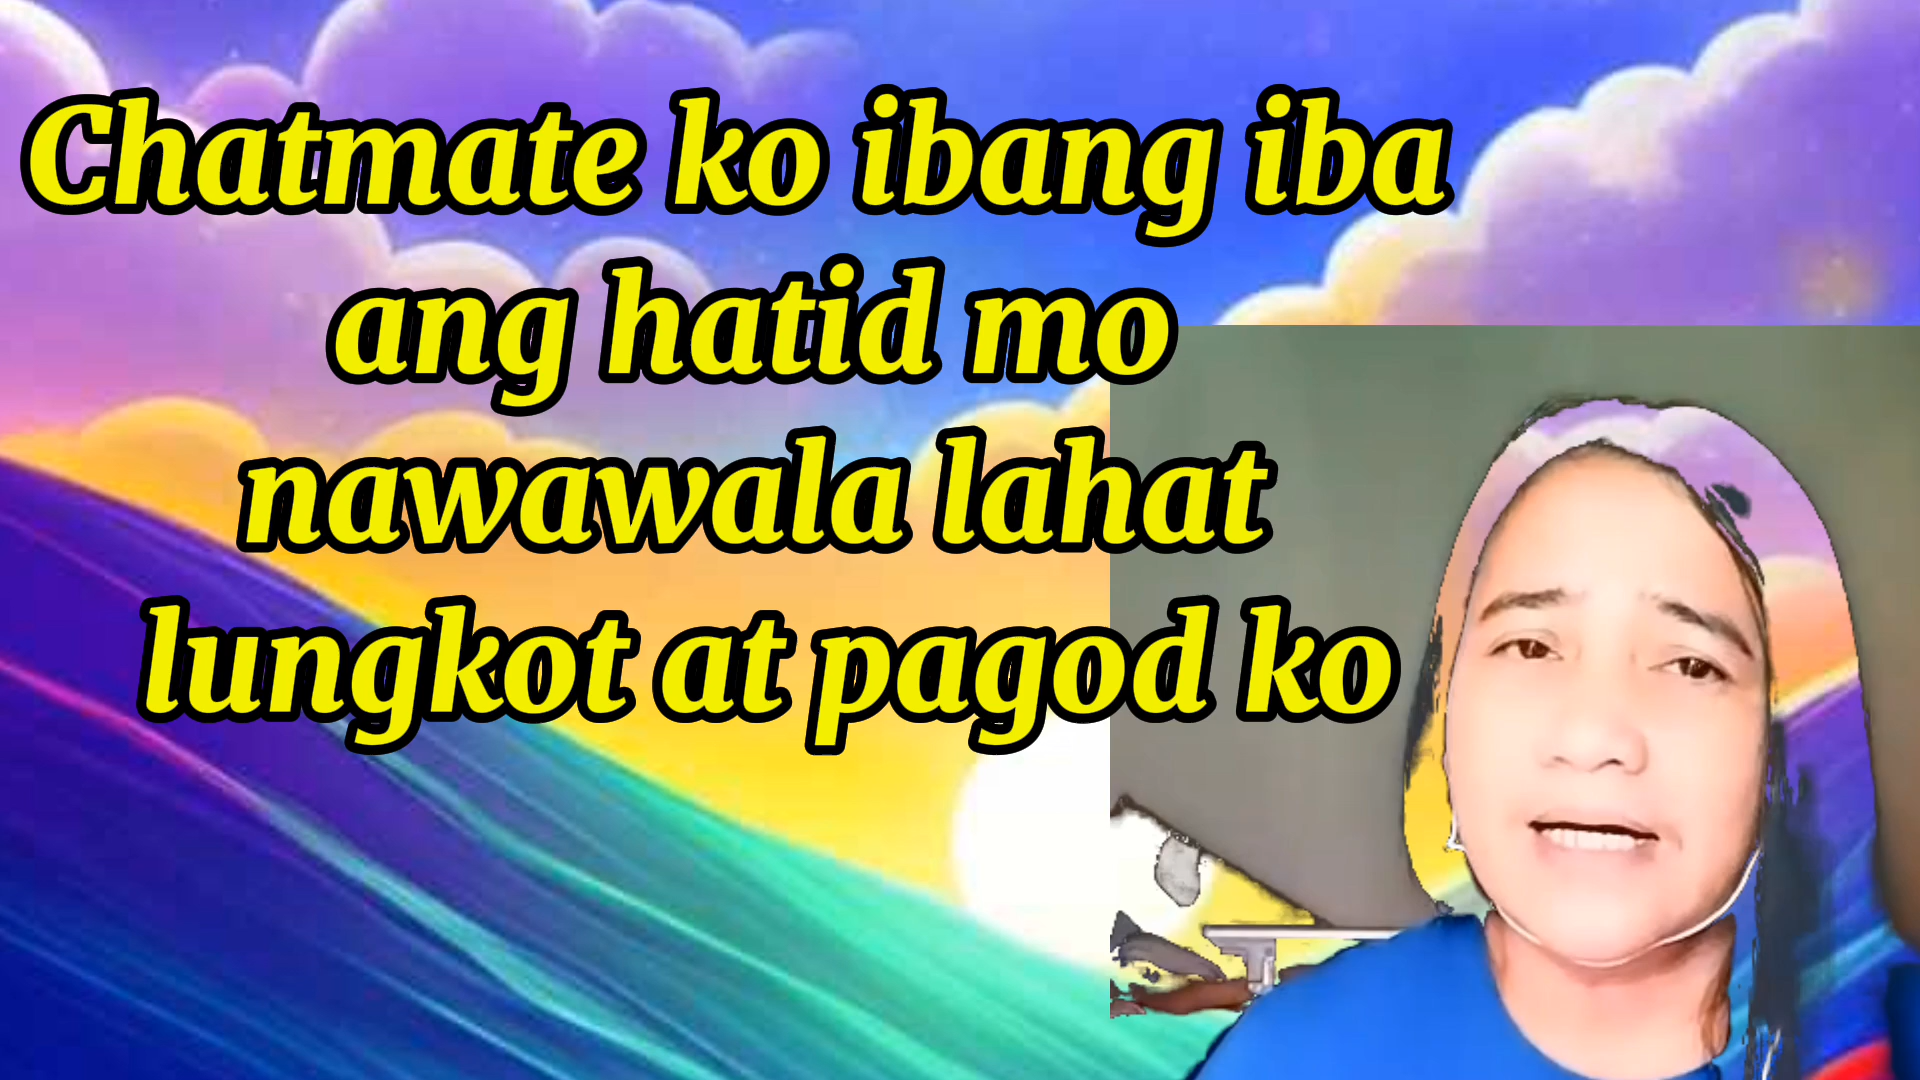 Chatmate ko ibang iba
ang hatid mo
nawawala lahat
lungkot at pagod ko